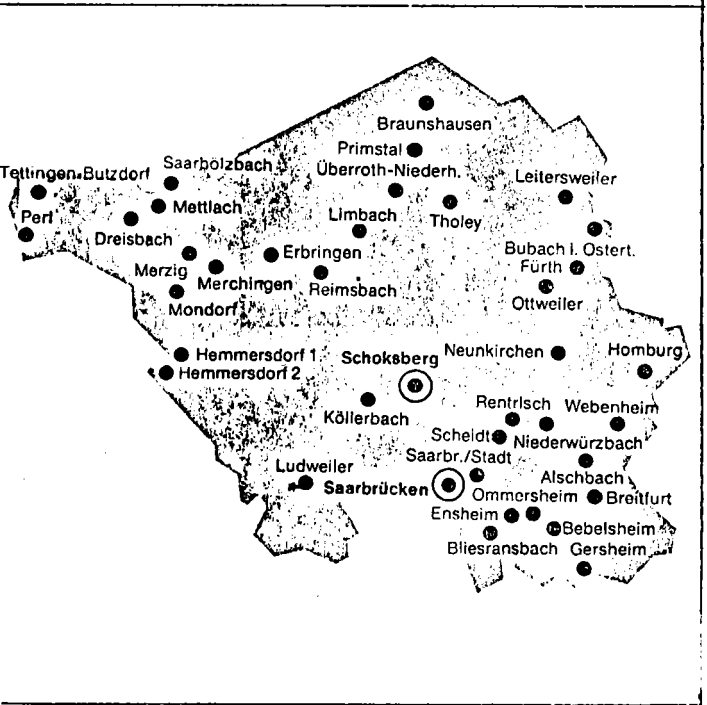 Braunshausen
Primstal
Überroth-Niederh.
Saarhölzbach
Tettingen-Butzdorf
Leitersweiler
Mettlach
Tholey
Perl
Limbach
Dreisbach
Bubach i. Ostert.
Erbringen
Fürth
Merzig
Merchingen
Reimsbach
Mondorf
Ottweiler
Hemmersdorf 1
Schoksberg
Neunkirchen
Homburg
Hemmersdorf 2
Köllerbach
Rentrisch
Webenheim
Scheidt
Niederwürzbach
Saarbr./Stadt
Ludweiler
Alschbach
Saarbrücken
Ommersheim
Breitfurt
Ensheim
Bebelsheim
Bliesransbach
Gersheim